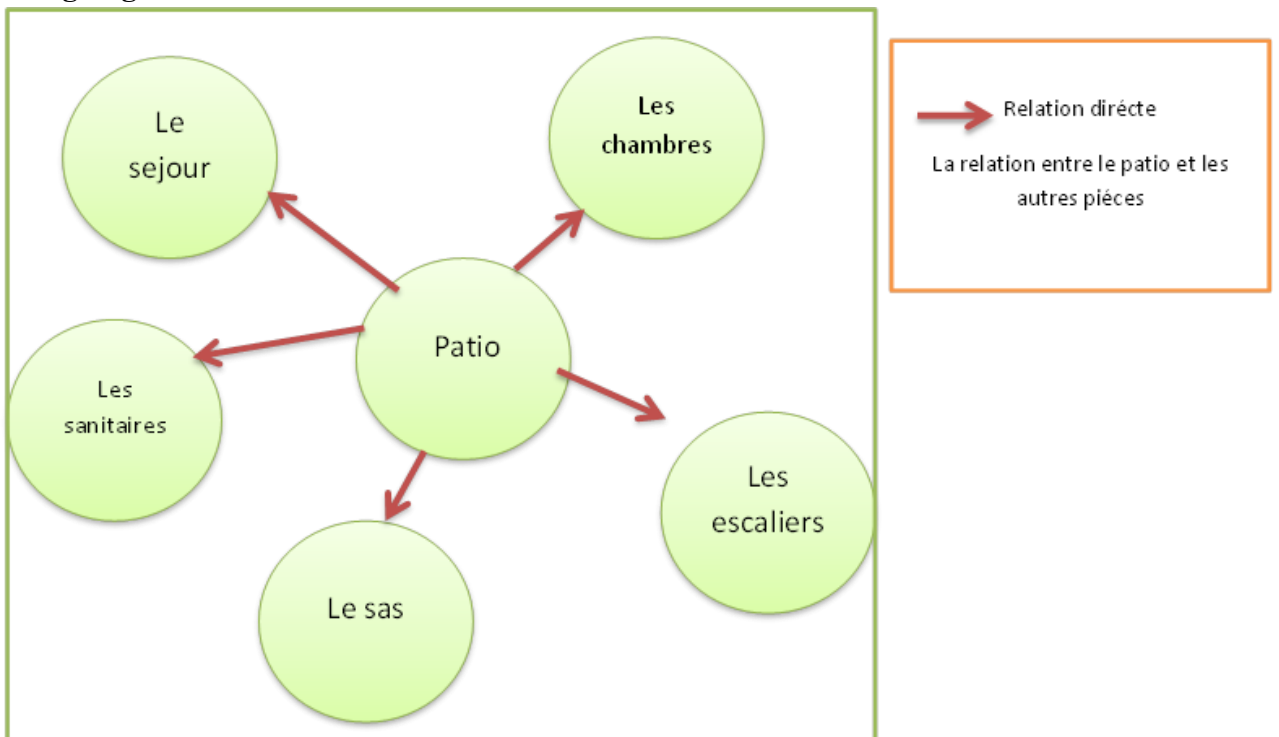 Le
sejour
Les
chambres
Patio
Les
sanitaires
Les
escaliers
Le sas
Relation dirécte
La relation entre le patio et les
autres piéces